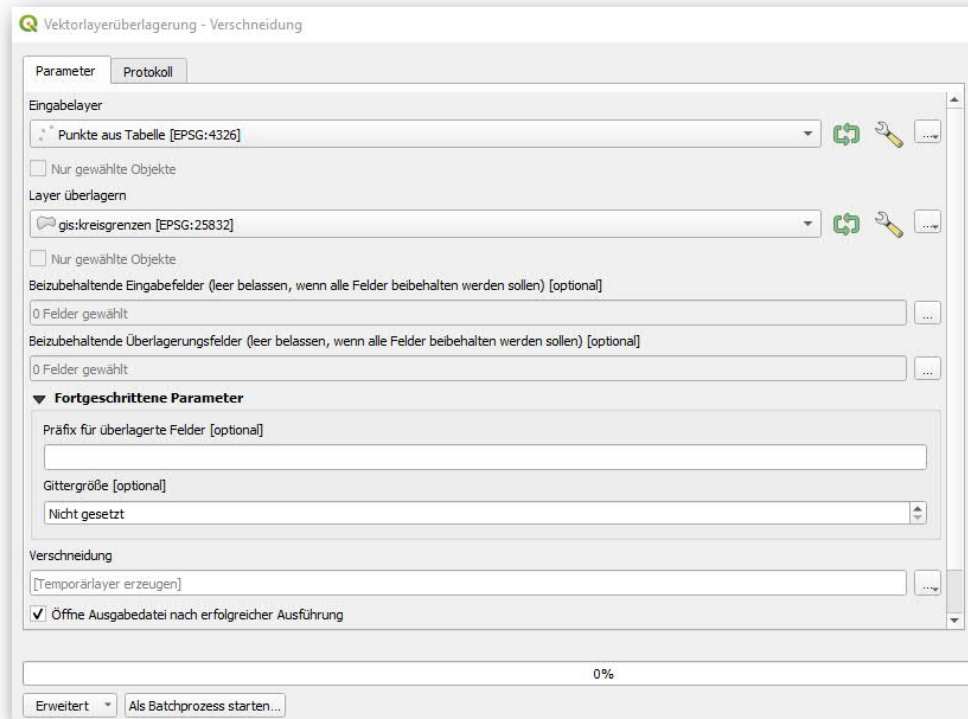 Vektorlayerüberlagerung - Verschneidung
Parameter
Protokoll
Eingabelayer
Punkte aus Tabelle [EPSG:4326]
...
Nur gewählte Objekte
Layer überlagern
gis:kreisgrenzen [EPSG:25832]
...
Nur gewählte Objekte
Beizubehaltende Eingabefelder (leer belassen, wenn alle Felder beibehalten werden sollen) [optional]
0 Felder gewählt
...
Beizubehaltende Überlagerungsfelder (leer belassen, wenn alle Felder beibehalten werden sollen) [optional]
0 Felder gewählt
...
Fortgeschrittene Parameter
Präfix für überlagerte Felder [optional]
Gittergröße [optional]
Nicht gesetzt
Verschneidung
[Temporärlayer erzeugen]
...
Öffne Ausgabedatei nach erfolgreicher Ausführung
0%
Erweitert
Als Batchprozess starten...